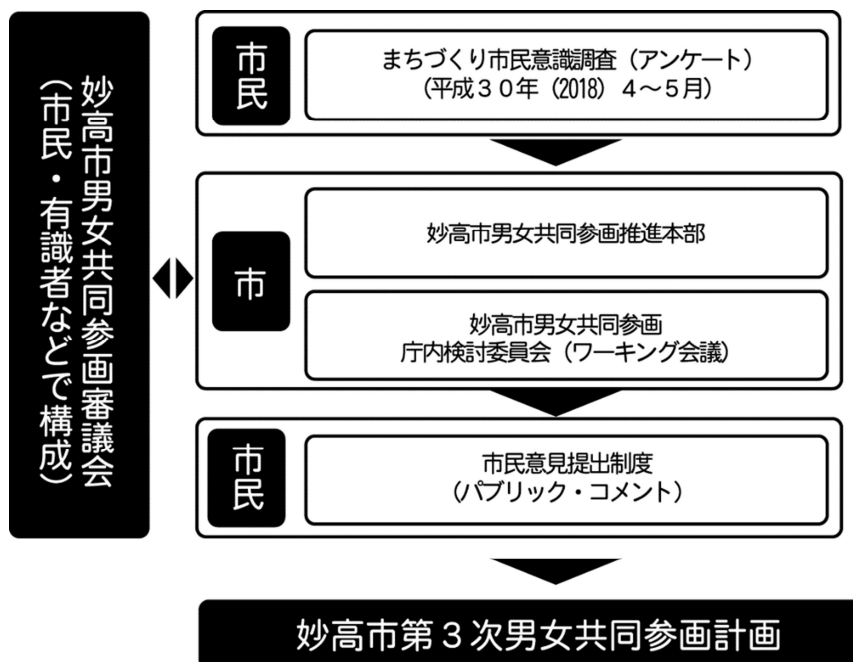 妙高市男女共同参画審議会
（市民・有識者などで構成）
市民
まちづくり市民意識調査（アンケート）
（平成３０年（2018）４～５月）
市
妙高市男女共同参画推進本部
妙高市男女共同参画
庁内検討委員会（ワーキング会議）
市民
市民意見提出制度
（パブリック・コメント）
妙高市第３次男女共同参画計画